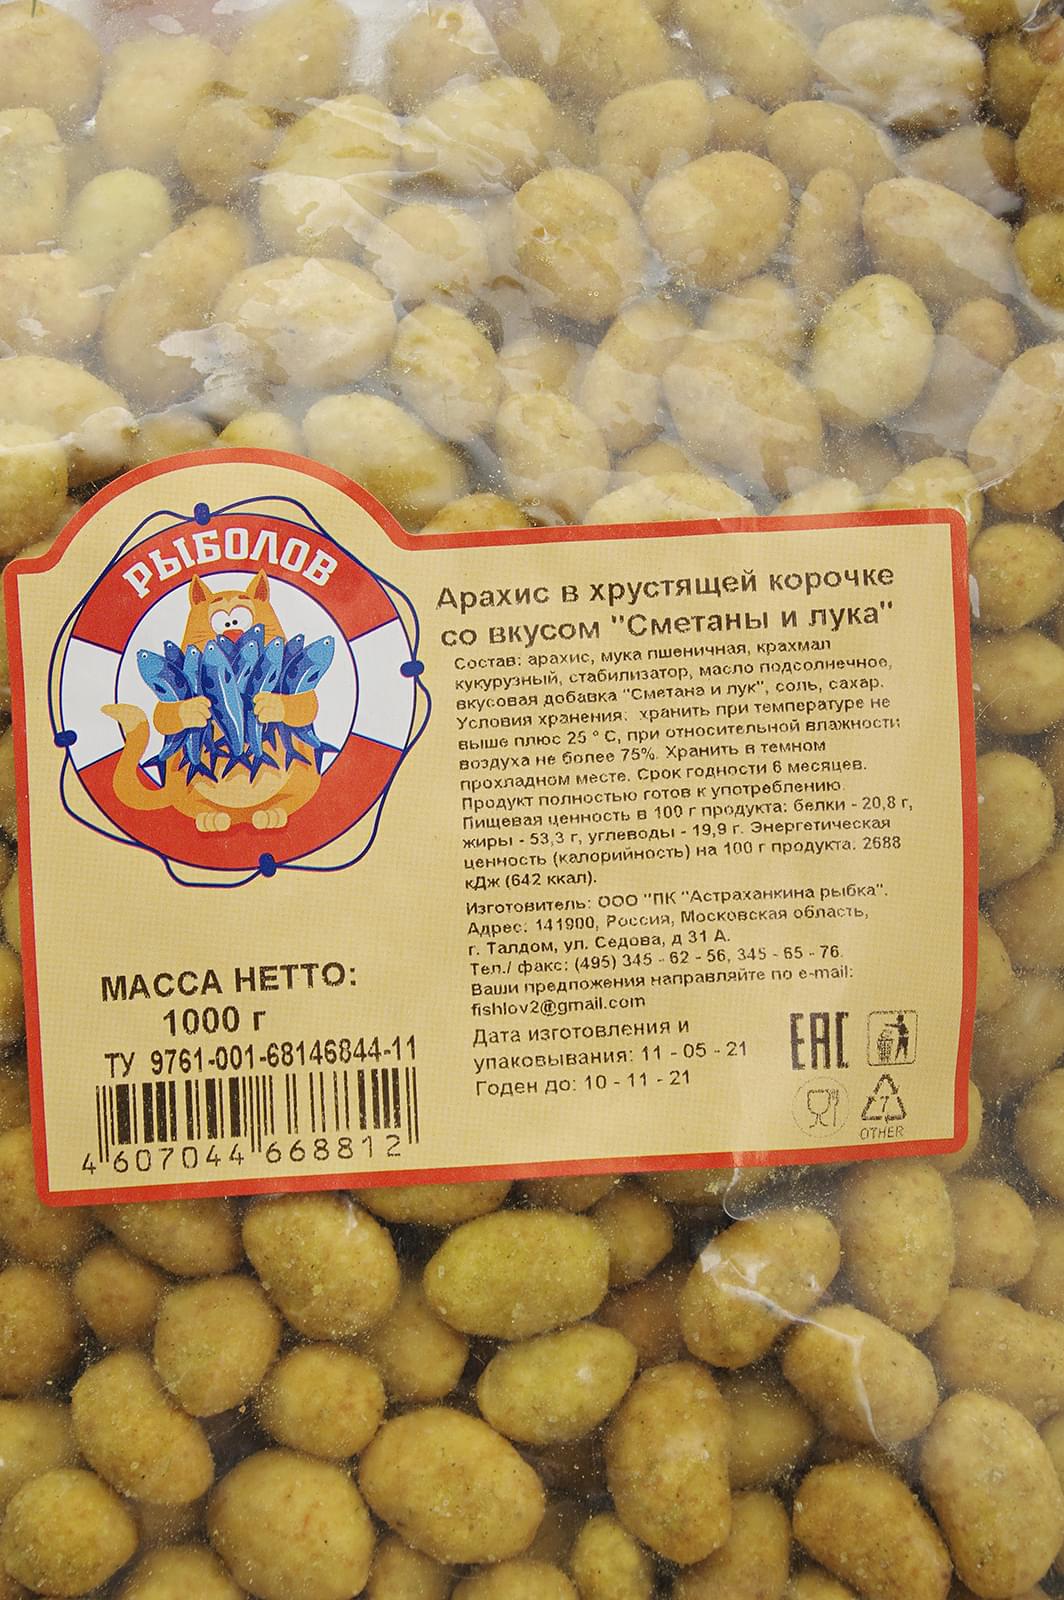 РЫБОЛОВ
Арахис в хрустящей корочке
со вкусом "Сметаны и лука"
Состав: арахис, мука пшеничная, крахмал
кукурузный, стабилизатор, масло подсолнечное,
вкусовая добавка "Сметана и лук", соль, сахар.
Условия хранения: хранить при температуре не
выше плюс 25 ° С, при относительной влажности
воздуха не более 75%. Хранить в темном
прохладном месте. Срок годности 6 месяцев.
Продукт полностью готов к употреблению.
Пищевая ценность в 100 г продукта: белки - 20,8 г,
жиры - 53,3 г, углеводы - 19,9 г. Энергетическая
ценность (калорийность) на 100 г продукта: 2688
кДж (642 ккал).
Изготовитель: ООО "ПК "Астраханкина рыбка".
Адрес: 141900, Россия, Московская область,
г. Талдом, ул. Седова, д 31 А.
Тел./ факс: (495) 345 - 62 - 56, 345 - 65 - 76.
Ваши предложения направляйте по e-mail:
fishlov2@gmail.com
Дата изготовления и
упаковывания: 11 - 05 - 21
Годен до: 10 - 11 - 21
МАССА НЕТТО:
1000 г
ТУ 9761-001-68146844-11
4 607044 668812
EAC
7
OTHER